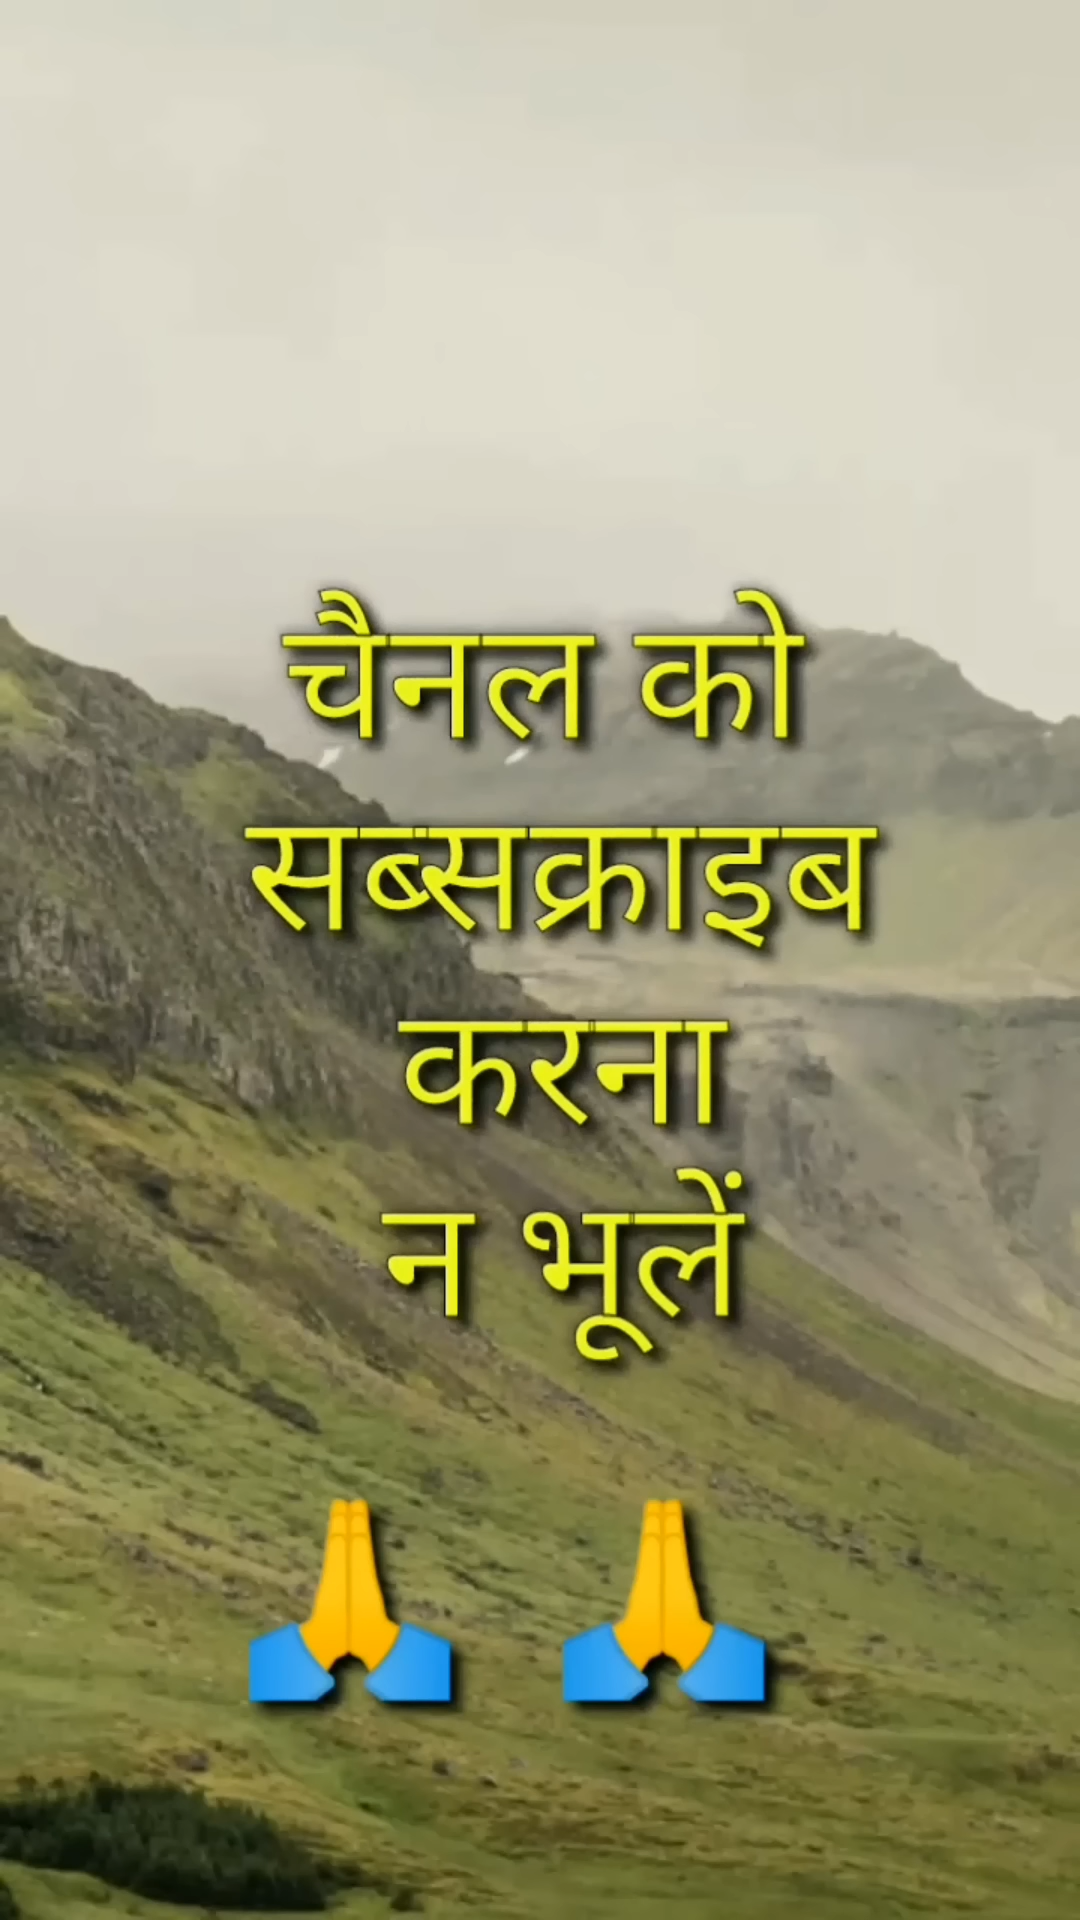 चैनल को
सब्सक्राइब
करना
न भूलें
🙏 🙏